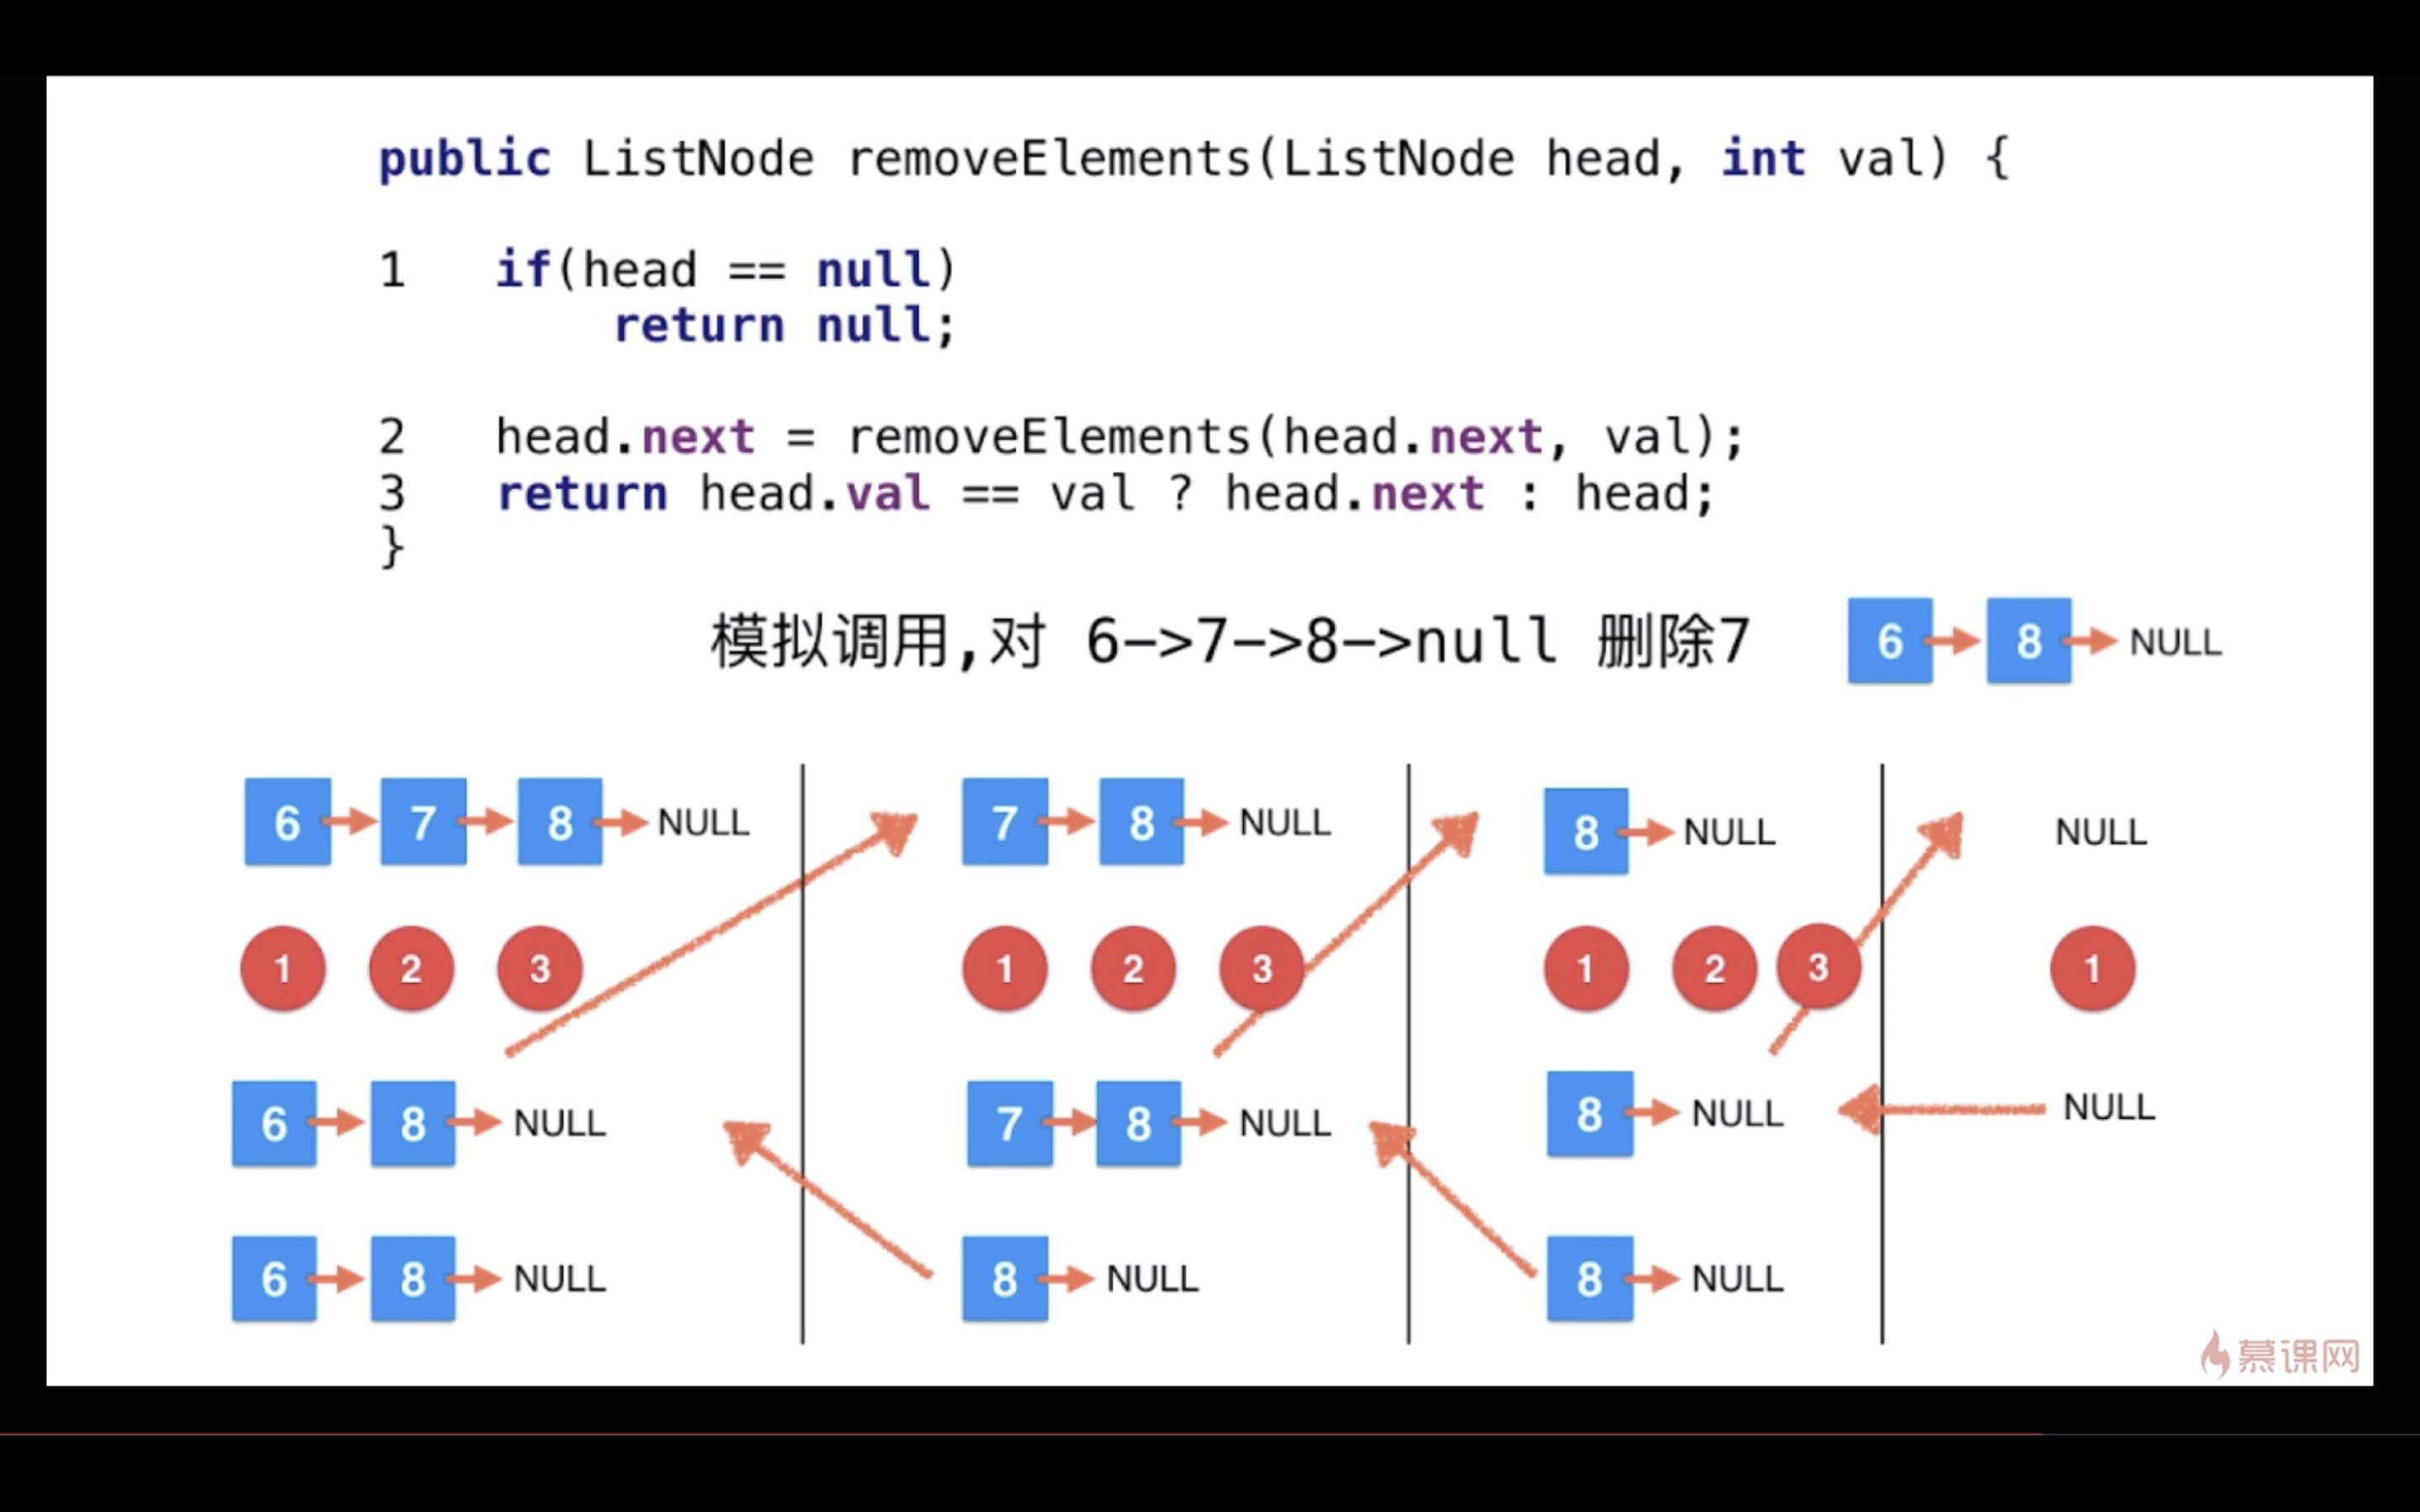 public ListNode removeElements(ListNode head, int val) {
1 if(head == null)
return null;
2 head.next = removeElements(head.next, val);
3 return head.val == val ? head.next : head;
}
模拟调用,对 6->7->8->null 删除7
6 8 NULL
6 7 8 NULL
7 8 NULL
8 NULL
NULL
1 2 3
1 2 3
1 2 3
1
6 8 NULL
7 8 NULL
8 NULL
NULL
6 8 NULL
8 NULL
8 NULL
慕课网